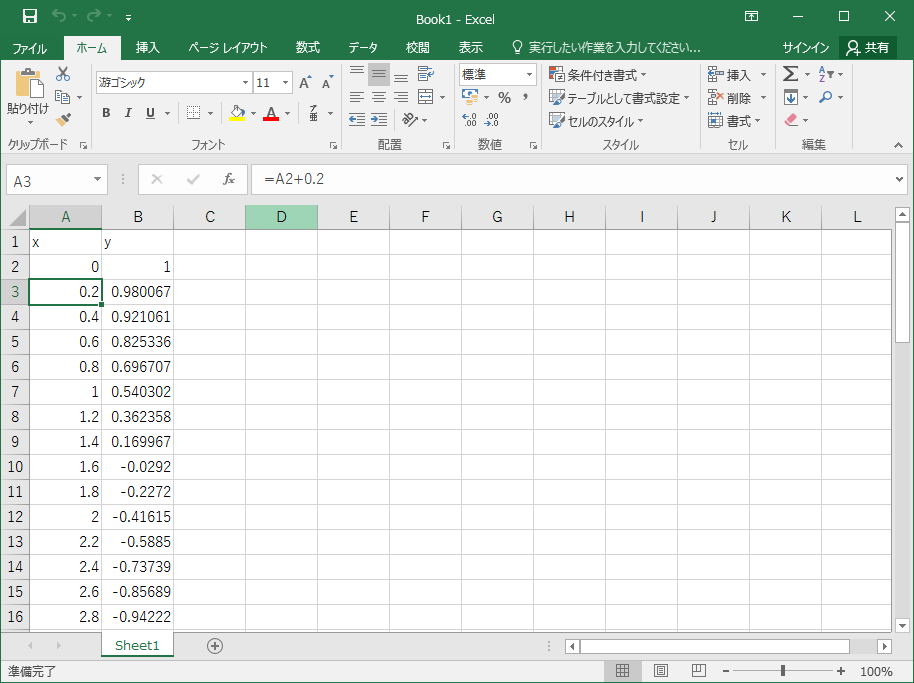 Book1 - Excel
ファイル ホーム 挿入 ページ レイアウト 数式 データ 校閲 表示 実行したい作業を入力してください... サインイン 共有
貼り付け
クリップボード
游ゴシック 11
B I U
フォント
配置
標準
% ,
数値
条件付き書式
テーブルとして書式設定
セルのスタイル
スタイル
挿入
削除
書式
セル
編集
A3 fx =A2+0.2
A B C D E F G H I J K L
1 x y
2 0 1
3 0.2 0.980067
4 0.4 0.921061
5 0.6 0.825336
6 0.8 0.696707
7 1 0.540302
8 1.2 0.362358
9 1.4 0.169967
10 1.6 -0.0292
11 1.8 -0.2272
12 2 -0.41615
13 2.2 -0.5885
14 2.4 -0.73739
15 2.6 -0.85689
16 2.8 -0.94222
Sheet1
準備完了 100%